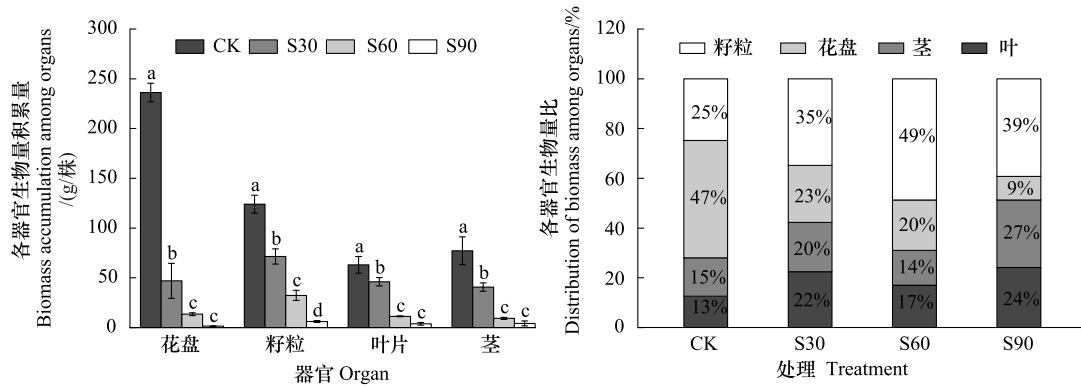 各器官生物量积累量
Biomass accumulation among organs
/(g/株)
300
250
200
150
100
50
0
CK S30 S60 S90
a
b
c
c
a
b
c
d
a
b
c
c
a
b
c
c
花盘 籽粒 叶片 茎
器官 Organ
各器官生物量比
Distribution of biomass among organs/%
120
100
80
60
40
20
0
籽粒 花盘 茎 叶
25% 35% 49% 39%
47% 23% 20% 9%
15% 20% 14% 27%
13% 22% 17% 24%
CK S30 S60 S90
处理 Treatment